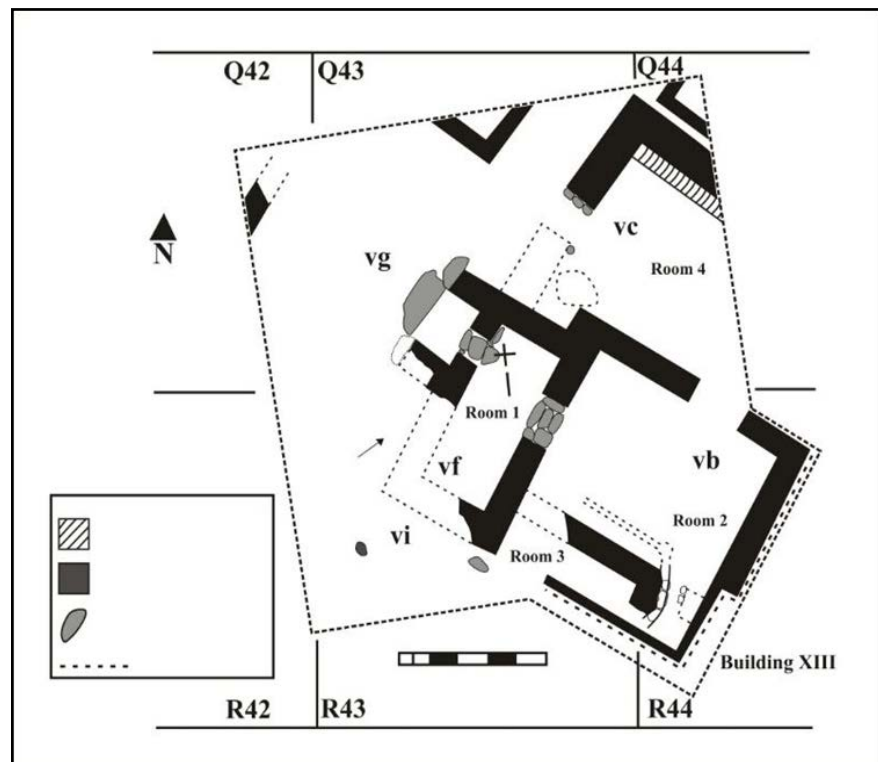 Q42 Q43 Q44
vc
vg
N
Room 4
Room 1
vf
vb
Room 2
vi
Room 3
Building XIII
R42 R43 R44